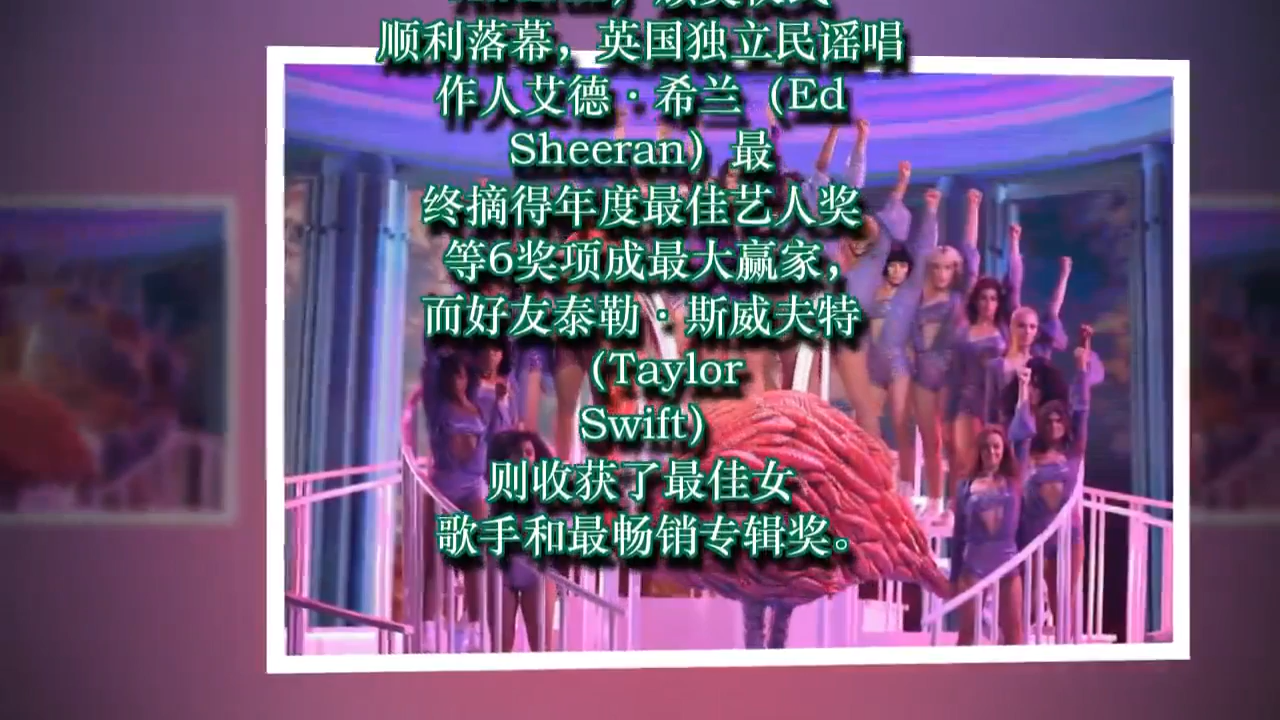 顺利落幕，英国独立民谣唱
作人艾德·希兰（Ed
Sheeran）最
终摘得年度最佳艺人奖
等6奖项成最大赢家，
而好友泰勒·斯威夫特
（Taylor
Swift）
则收获了最佳女
歌手和最畅销专辑奖。